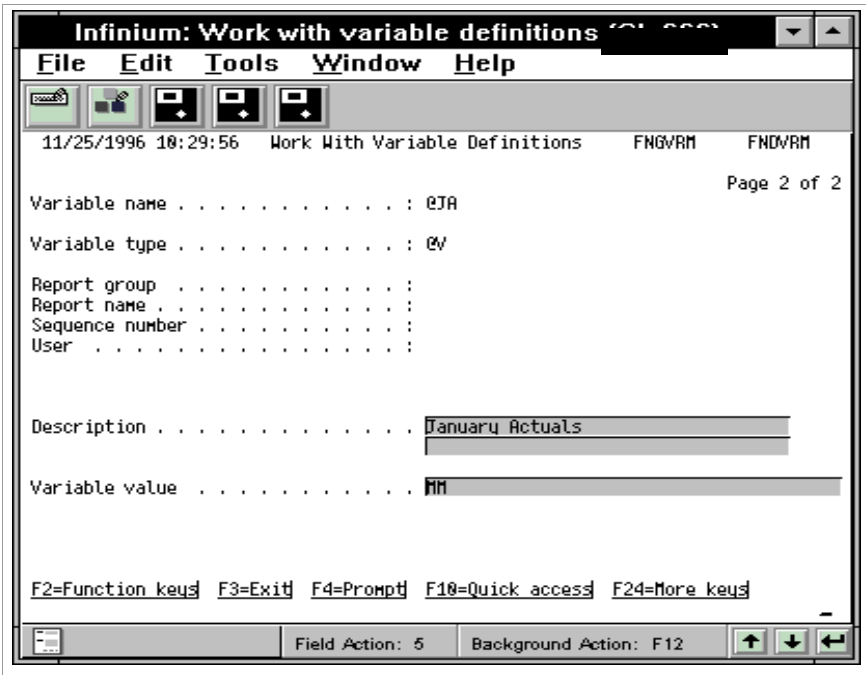 Infinium: Work with variable definitions
File Edit Tools Window Help
11/25/1996 10:29:56 Work With Variable Definitions FNGVRM FNDVRM
Page 2 of 2
Variable name . . . . . . . . . . . : @JA
Variable type . . . . . . . . . . . : @V
Report group . . . . . . . . . . . :
Report name . . . . . . . . . . . . :
Sequence number . . . . . . . . . . :
User . . . . . . . . . . . . . . . :
Description . . . . . . . . . . . . . January Actuals
Variable value . . . . . . . . . . . MM
F2=Function keys F3=Exit F4=Prompt F10=Quick access F24=More keys
Field Action: 5 Background Action: F12